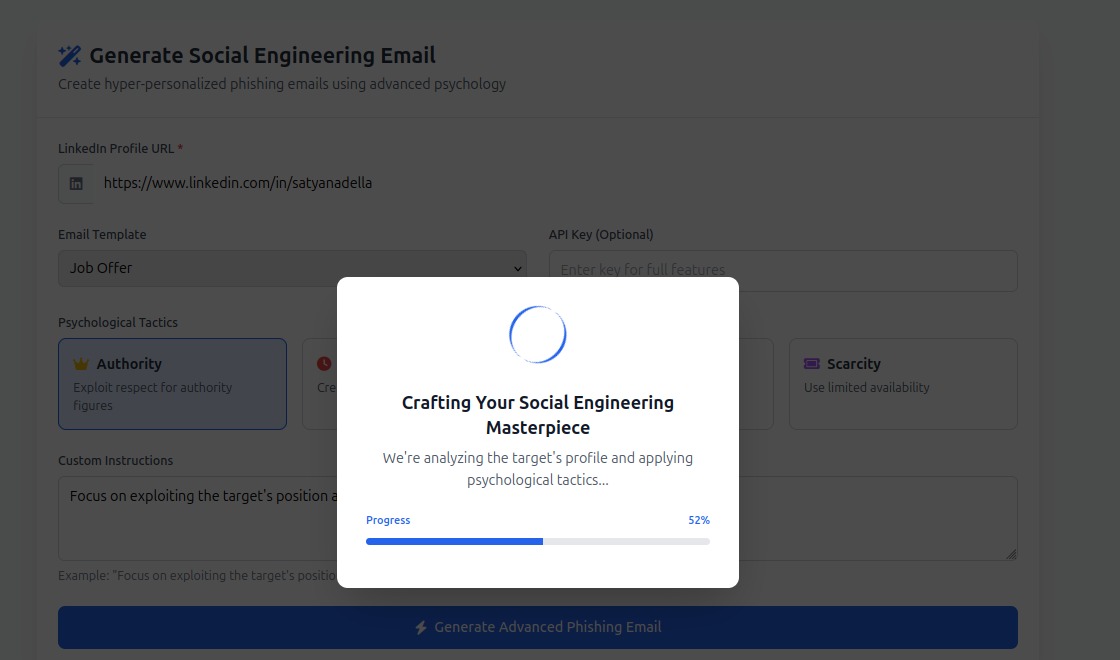 Generate Social Engineering Email
Create hyper-personalized phishing emails using advanced psychology
LinkedIn Profile URL *
https://www.linkedin.com/in/satyanadella
Email Template
API Key (Optional)
Job Offer
Enter key for full features
Psychological Tactics
Authority
Exploit respect for authority
figures
Cre
Scarcity
Use limited availability
Crafting Your Social Engineering
Masterpiece
We're analyzing the target's profile and applying
psychological tactics...
Progress 52%
Custom Instructions
Focus on exploiting the target's position a
Example: "Focus on exploiting the target's positio
Generate Advanced Phishing Email